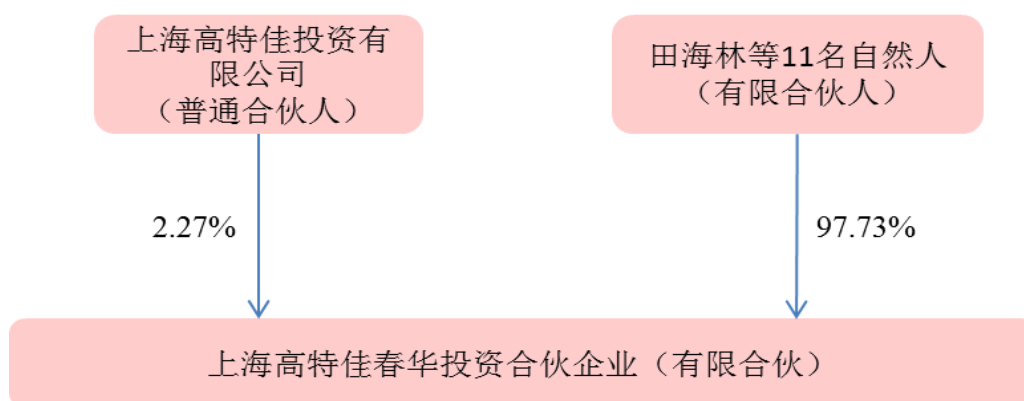 上海高特佳投资有
限公司
（普通合伙人）
田海林等11名自然人
（有限合伙人）
2.27%
97.73%
上海高特佳春华投资合伙企业（有限合伙）